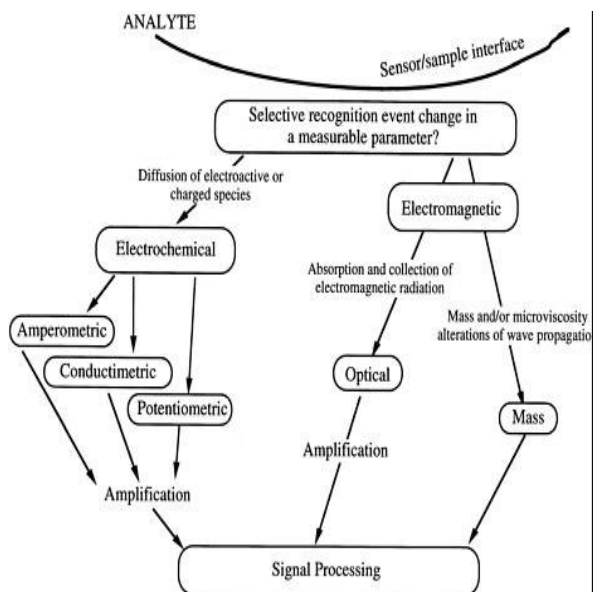 ANALYTE
Sensor/sample interface
Selective recognition event change in
a measurable parameter?
Diffusion of electroactive or
charged species
Electromagnetic
Electrochemical
Absorption and collection of
electromagnetic radiation
Mass and/or microviscosity
alterations of wave propagatio
Amperometric
Conductimetric
Optical
Potentiometric
Mass
Amplification
Amplification
Signal Processing